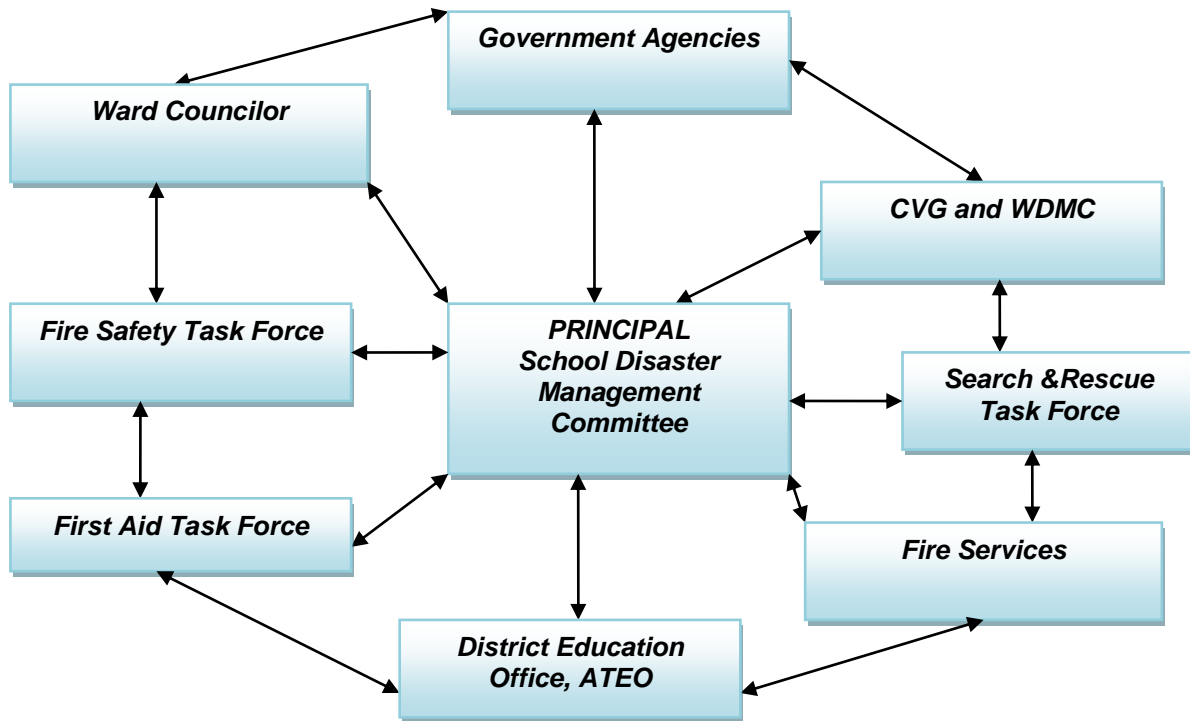 Government Agencies
Ward Councilor
CVG and WDMC
Fire Safety Task Force
PRINCIPAL
School Disaster
Management
Committee
Search &Rescue
Task Force
First Aid Task Force
Fire Services
District Education
Office, ATEO